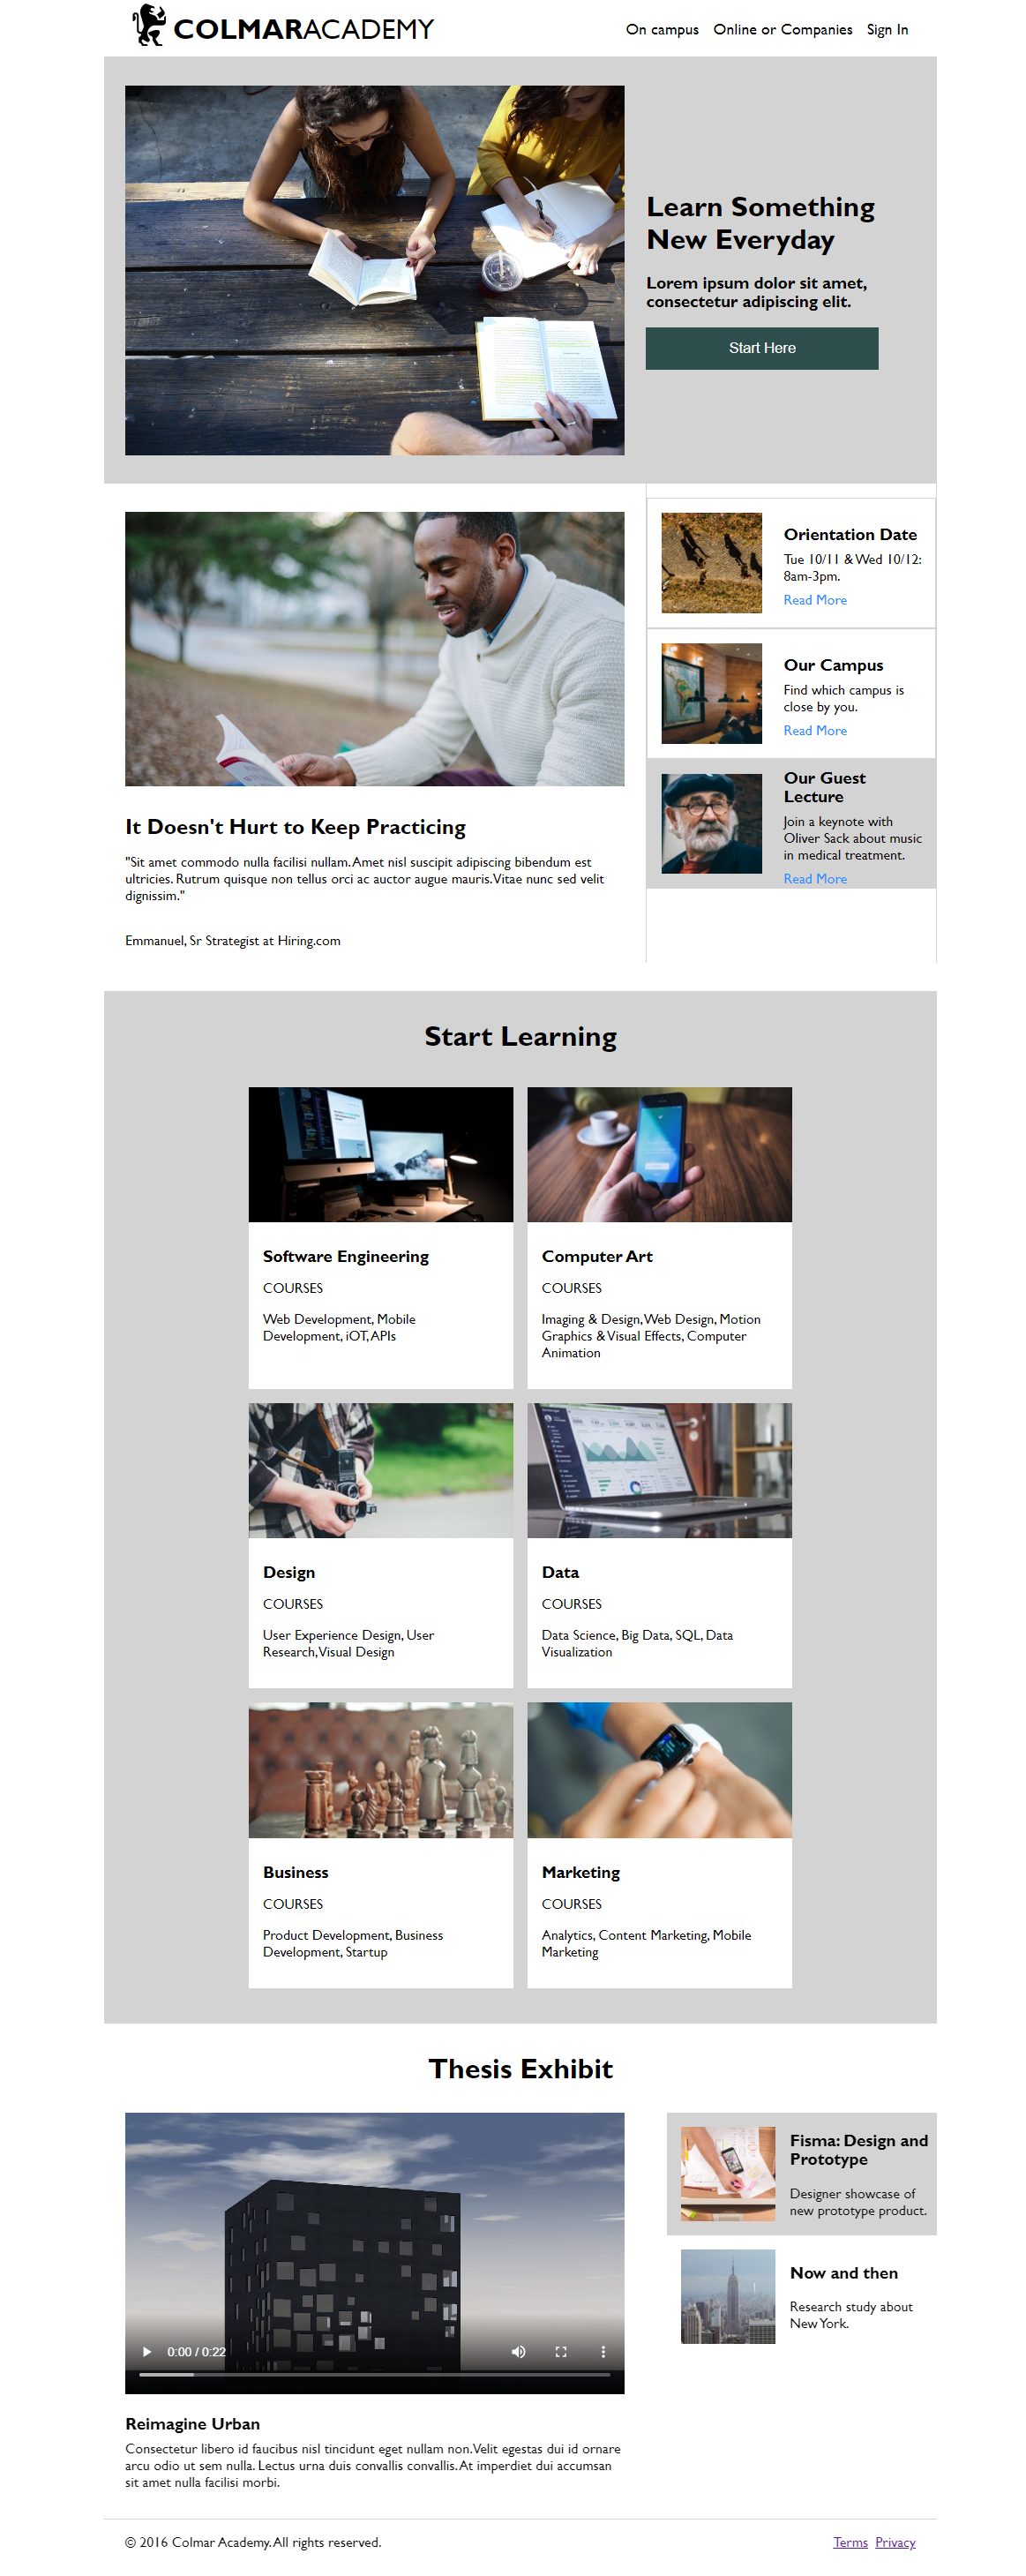 COLMARACADEMY
On campus Online or Companies Sign In
Learn Something
New Everyday
Lorem ipsum dolor sit amet,
consectetur adipiscing elit.
Start Here
Orientation Date
Tue 10/11 & Wed 10/12:
8am-3pm.
Read More
Our Campus
Find which campus is
close by you.
Read More
Our Guest
Lecture
Join a keynote with
Oliver Sack about music
in medical treatment.
Read More
It Doesn't Hurt to Keep Practicing
"Sit amet commodo nulla facilisi nullam. Amet nisl suscipit adipiscing bibendum est
ultricies. Rutrum quisque non tellus orci ac auctor augue mauris. Vitae nunc sed velit
dignissim."
Emmanuel, Sr Strategist at Hiring.com
Start Learning
Software Engineering
COURSES
Web Development, Mobile
Development, iOT, APIs
Computer Art
COURSES
Imaging & Design, Web Design, Motion
Graphics & Visual Effects, Computer
Animation
Design
COURSES
User Experience Design, User
Research, Visual Design
Data
COURSES
Data Science, Big Data, SQL, Data
Visualization
Business
COURSES
Product Development, Business
Development, Startup
Marketing
COURSES
Analytics, Content Marketing, Mobile
Marketing
Thesis Exhibit
0:00 / 0:22
Reimagine Urban
Consectetur libero id faucibus nisl tincidunt eget nullam non. Velit egestas dui id ornare
arcu odio ut sem nulla. Lectus urna duis convallis convallis. At imperdiet dui accumsan
sit amet nulla facilisi morbi.
Fisma: Design and
Prototype
Designer showcase of
new prototype product.
Now and then
Research study about
New York.
© 2016 Colmar Academy. All rights reserved.
Terms Privacy